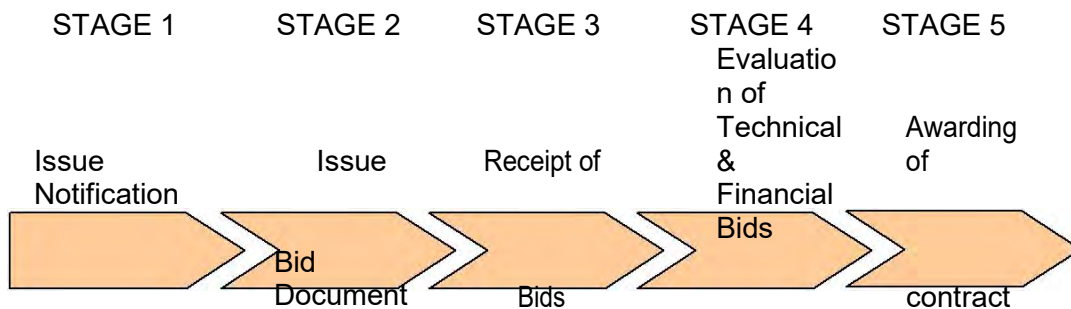 STAGE 1
STAGE 2
STAGE 3
STAGE 4
STAGE 5
Issue
Notification
Issue
Bid
Document
Receipt of
Bids
Evaluatio
n of
Technical
&
Financial
Bids
Awarding
of
contract